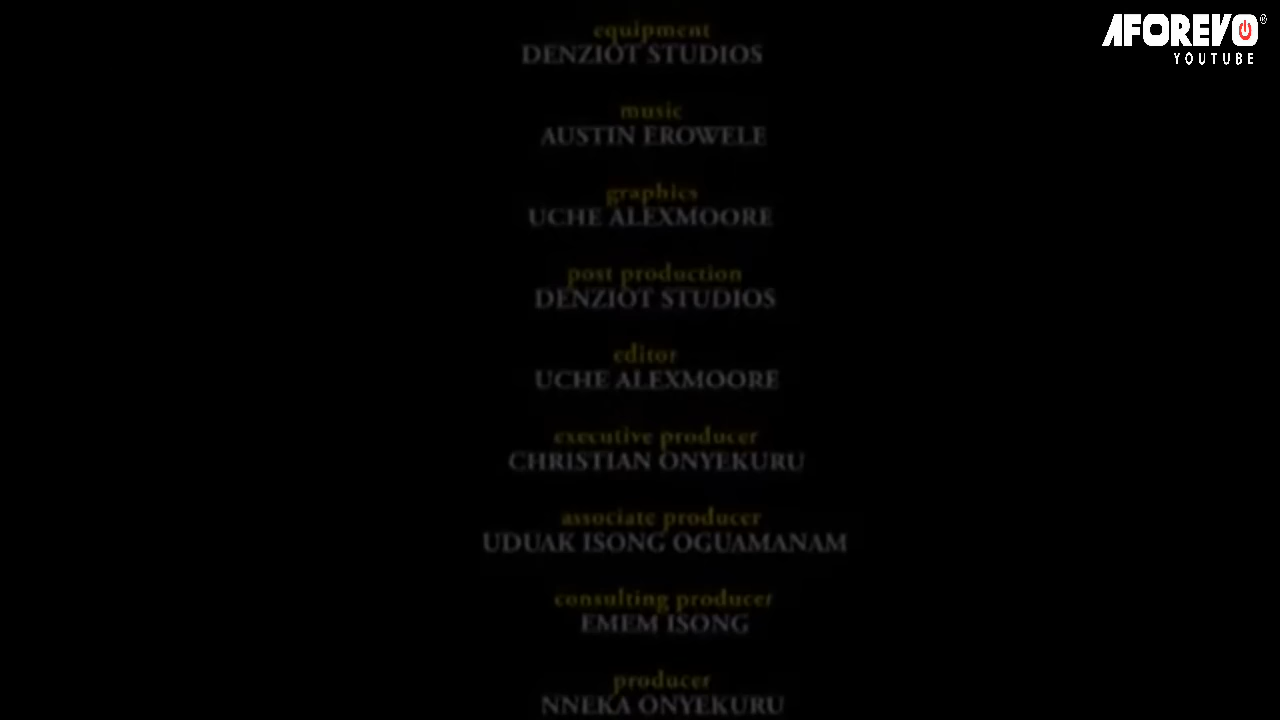 AFOREVO®
YOUTUBE
equipment
DENZIOT STUDIOS
music
AUSTIN EROWELE
graphics
UCHE ALEXMOORE
post production
DENZIOT STUDIOS
editor
UCHE ALEXMOORE
executive producer
CHRISTIAN ONYEKURU
associate producer
UDUAK ISONG OGUAMANAM
consulting producer
EMEM ISONG
producer
NNEKA ONYEKURU